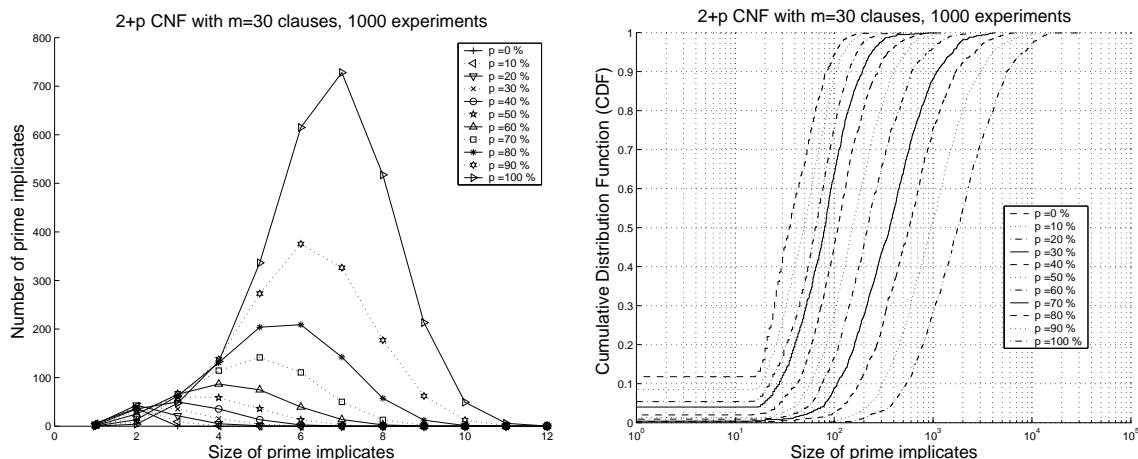 2+p CNF with m=30 clauses, 1000 experiments
800
700
600
500
400
300
200
100
0
Number of prime implicates
0 2 4 6 8 10 12
Size of prime implicates
p =0 %
p =10 %
p =20 %
p =30 %
p =40 %
p =50 %
p =60 %
p =70 %
p =80 %
p =90 %
p =100 %
2+p CNF with m=30 clauses, 1000 experiments
1
0.9
0.8
0.7
0.6
0.5
0.4
0.3
0.2
0.1
0
Cumulative Distribution Function (CDF)
10^0 10^1 10^2 10^3 10^4 10^5
Size of prime implicates
p =0 %
p =10 %
p =20 %
p =30 %
p =40 %
p =50 %
p =60 %
p =70 %
p =80 %
p =90 %
p =100 %